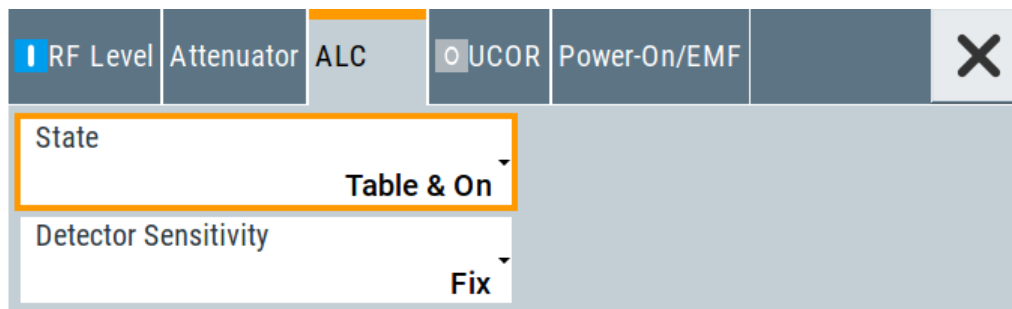 RF Level Attenuator ALC UCOR Power-On/EMF
State
Table & On
Detector Sensitivity
Fix